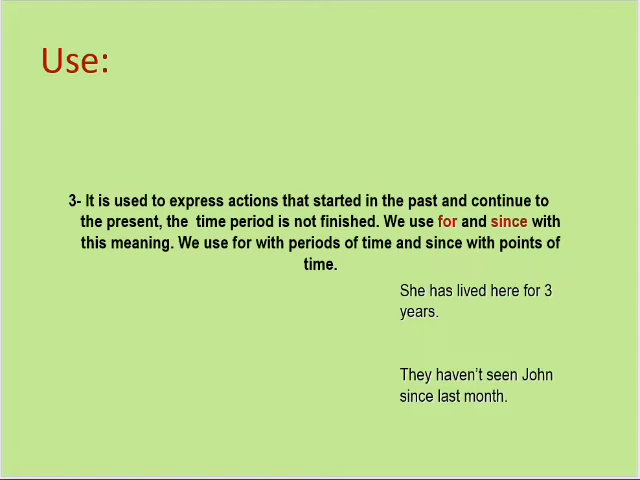 Use:
3- It is used to express actions that started in the past and continue to
the present, the time period is not finished. We use for and since with
this meaning. We use for with periods of time and since with points of
time.
She has lived here for 3
years.
They haven’t seen John
since last month.